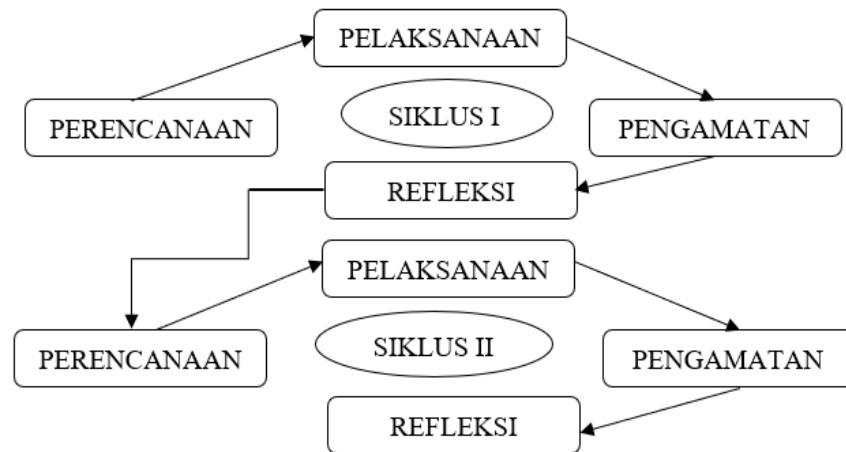 PELAKSANAAN
PERENCANAAN
SIKLUS I
PENGAMATAN
REFLEKSI
PELAKSANAAN
PERENCANAAN
SIKLUS II
PENGAMATAN
REFLEKSI